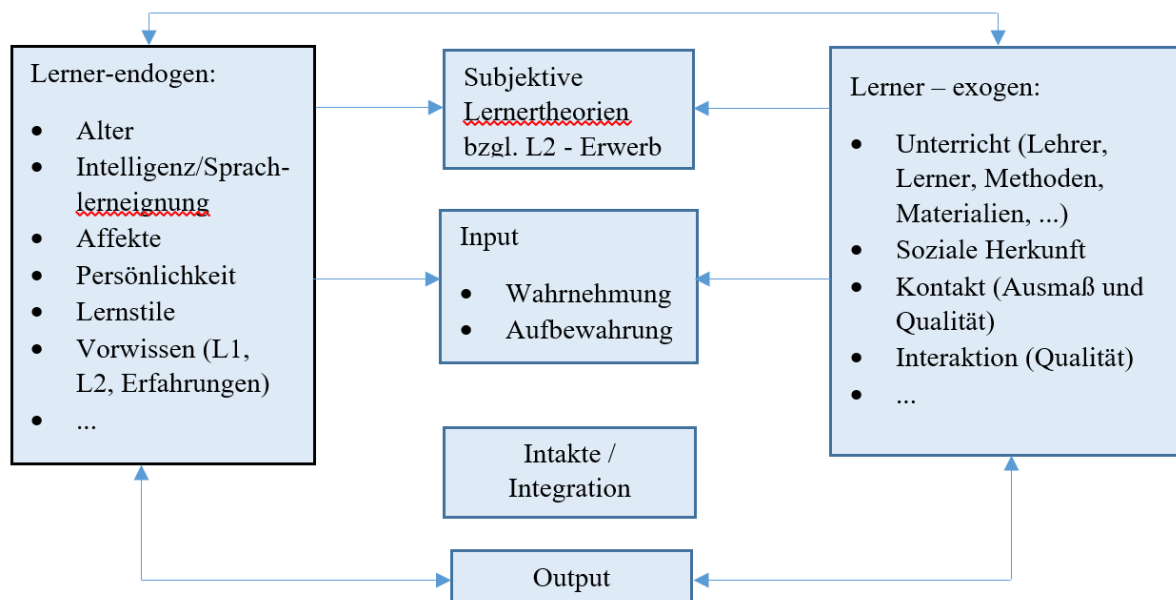 Lerner-endogen:
• Alter
• Intelligenz/Sprach-
lerneignung
• Affekte
• Persönlichkeit
• Lernstile
• Vorwissen (L1,
L2, Erfahrungen)
• ...
Subjektive
Lernertheorien
bzgl. L2 - Erwerb
Input
• Wahrnehmung
• Aufbewahrung
Intakte /
Integration
Output
Lerner – exogen:
• Unterricht (Lehrer,
Lerner, Methoden,
Materialien, ...)
• Soziale Herkunft
• Kontakt (Ausmaß und
Qualität)
• Interaktion (Qualität)
• ...